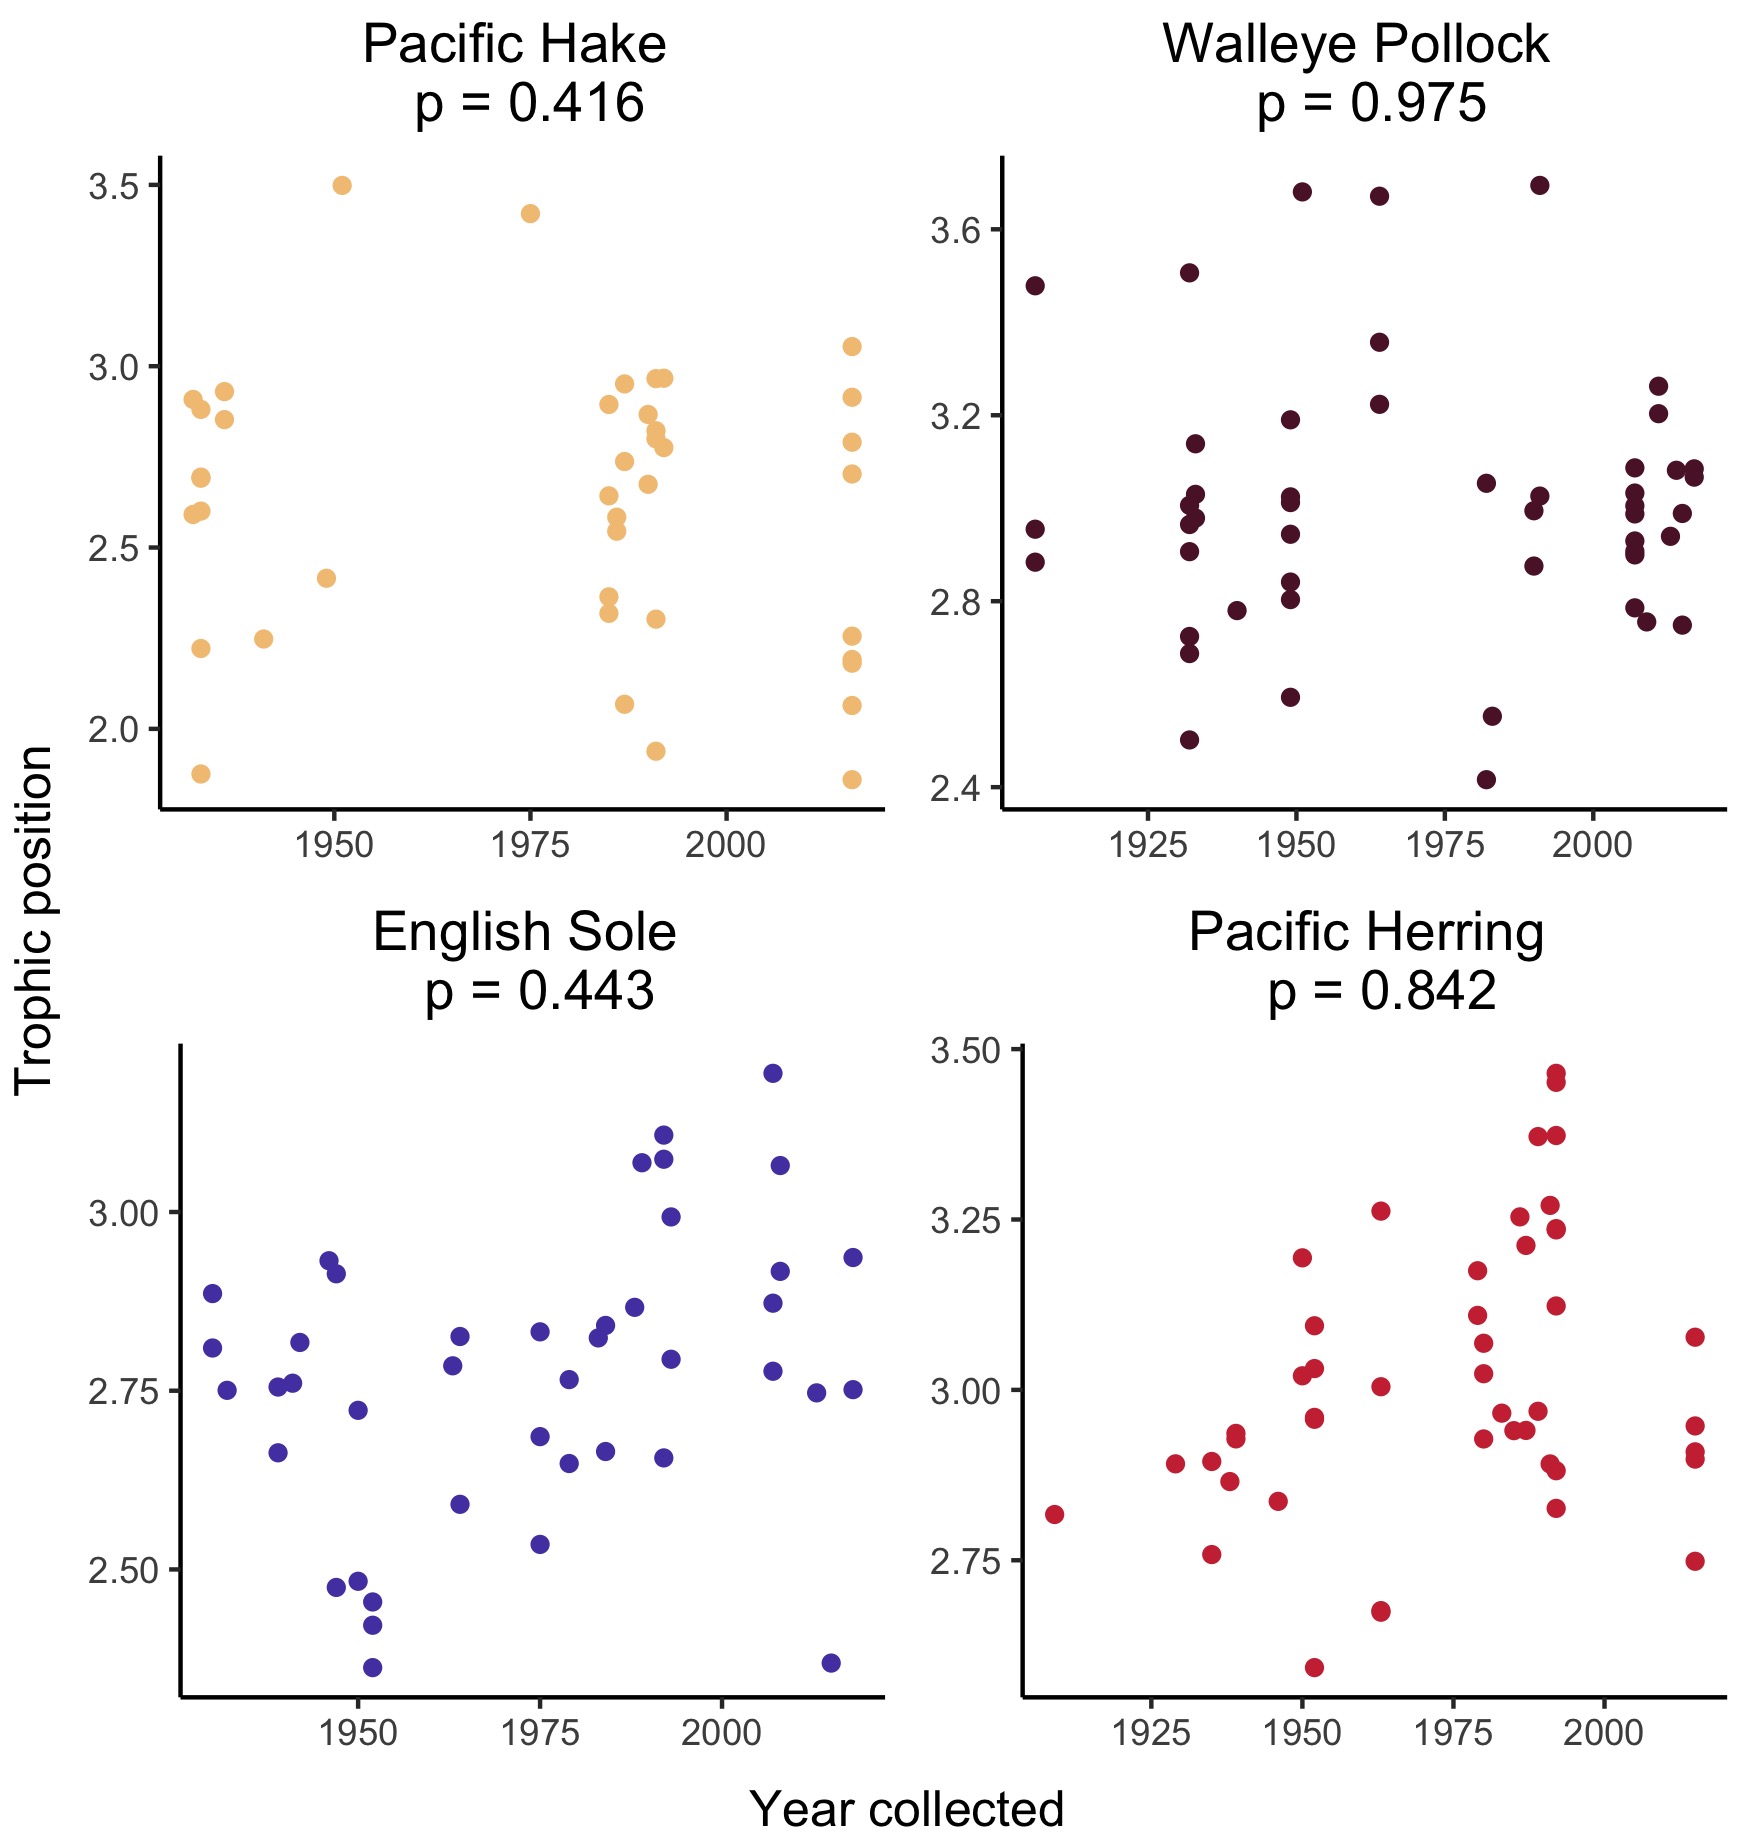 Pacific Hake
p = 0.416
3.5
3.0
2.5
2.0
1950 1975 2000
Walleye Pollock
p = 0.975
3.6
3.2
2.8
2.4
1925 1950 1975 2000
Trophic position
English Sole
p = 0.443
3.00
2.75
2.50
1950 1975 2000
Pacific Herring
p = 0.842
3.50
3.25
3.00
2.75
1925 1950 1975 2000
Year collected